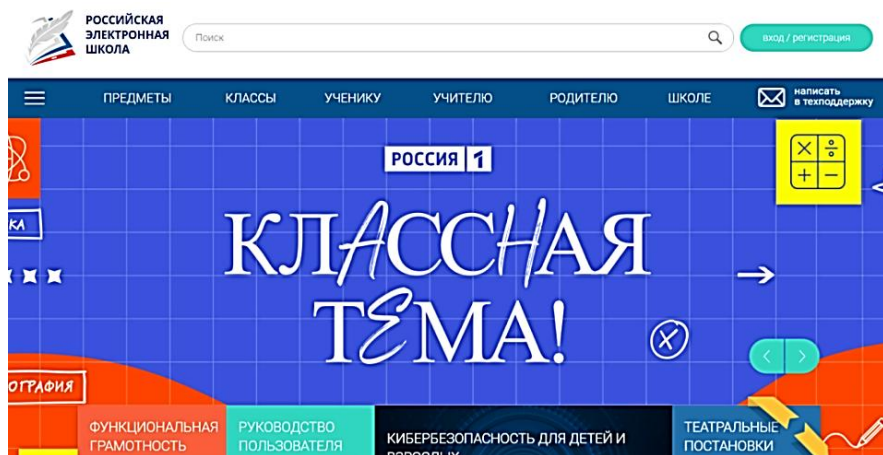 РОССИЙСКАЯ
ЭЛЕКТРОННАЯ
ШКОЛА
Поиск
вход / регистрация
ПРЕДМЕТЫ
КЛАССЫ
УЧЕНИКУ
УЧИТЕЛЮ
РОДИТЕЛЮ
ШКОЛЕ
написать
в техподдержку
РОССИЯ 1
КЛАССНАЯ
ТЕМА!
ФУНКЦИОНАЛЬНАЯ
ГРАМОТНОСТЬ
РУКОВОДСТВО
ПОЛЬЗОВАТЕЛЯ
КИБЕРБЕЗОПАСНОСТЬ ДЛЯ ДЕТЕЙ И
ТЕАТРАЛЬНЫЕ
ПОСТАНОВКИ